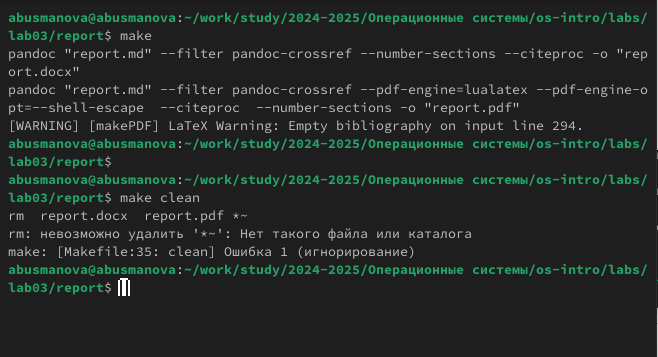 abusmanova@abusmanova:~/work/study/2024-2025/Операционные системы/os-intro/labs/
lab03/report$ make
pandoc "report.md" --filter pandoc-crossref --number-sections --citeproc -o "rep
ort.docx"
pandoc "report.md" --filter pandoc-crossref --pdf-engine=lualatex --pdf-engine-o
pt=--shell-escape  --citeproc  --number-sections -o "report.pdf"
[WARNING] [makePDF] LaTeX Warning: Empty bibliography on input line 294.
abusmanova@abusmanova:~/work/study/2024-2025/Операционные системы/os-intro/labs/
lab03/report$
abusmanova@abusmanova:~/work/study/2024-2025/Операционные системы/os-intro/labs/
lab03/report$ make clean
rm  report.docx  report.pdf *~
rm: невозможно удалить '*~': Нет такого файла или каталога
make: [Makefile:35: clean] Ошибка 1 (игнорирование)
abusmanova@abusmanova:~/work/study/2024-2025/Операционные системы/os-intro/labs/
lab03/report$